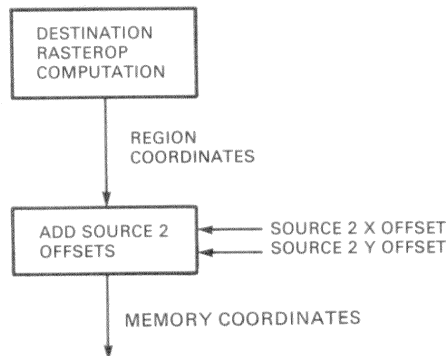 DESTINATION
RASTEROP
COMPUTATION
REGION
COORDINATES
ADD SOURCE 2
OFFSETS
SOURCE 2 X OFFSET
SOURCE 2 Y OFFSET
MEMORY COORDINATES